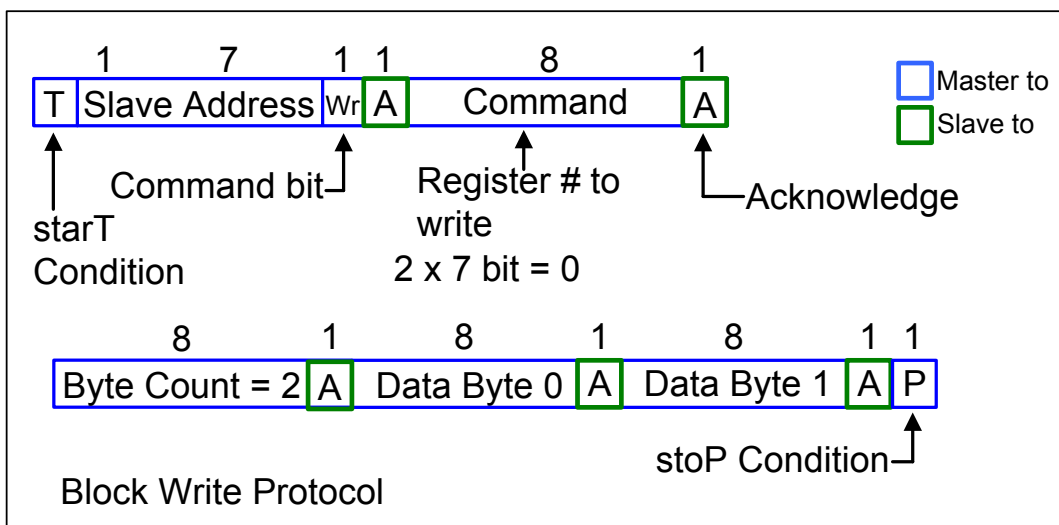 1 7 1 1 8 1
T Slave Address Wr A Command A
Master to
Slave to
Command bit
Register # to
write
2 x 7 bit = 0
Acknowledge
starT
Condition
8 1 8 1 8 1 1
Byte Count = 2 A Data Byte 0 A Data Byte 1 A P
stoP Condition
Block Write Protocol